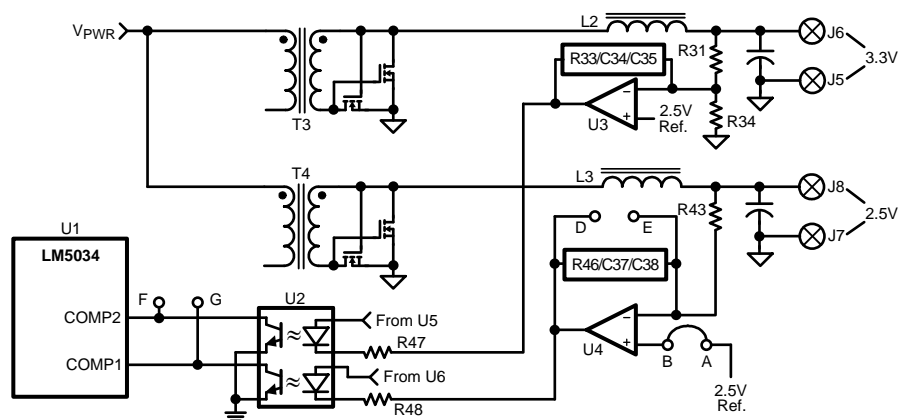 VPWR
T3
L2
R31
J6
3.3V
J5
R33/C34/C35
U3
2.5V
Ref.
R34
T4
L3
R43
J8
2.5V
J7
D
E
R46/C37/C38
U4
B
A
2.5V
Ref.
U1
LM5034
COMP2
COMP1
F
G
U2
From U5
R47
From U6
R48